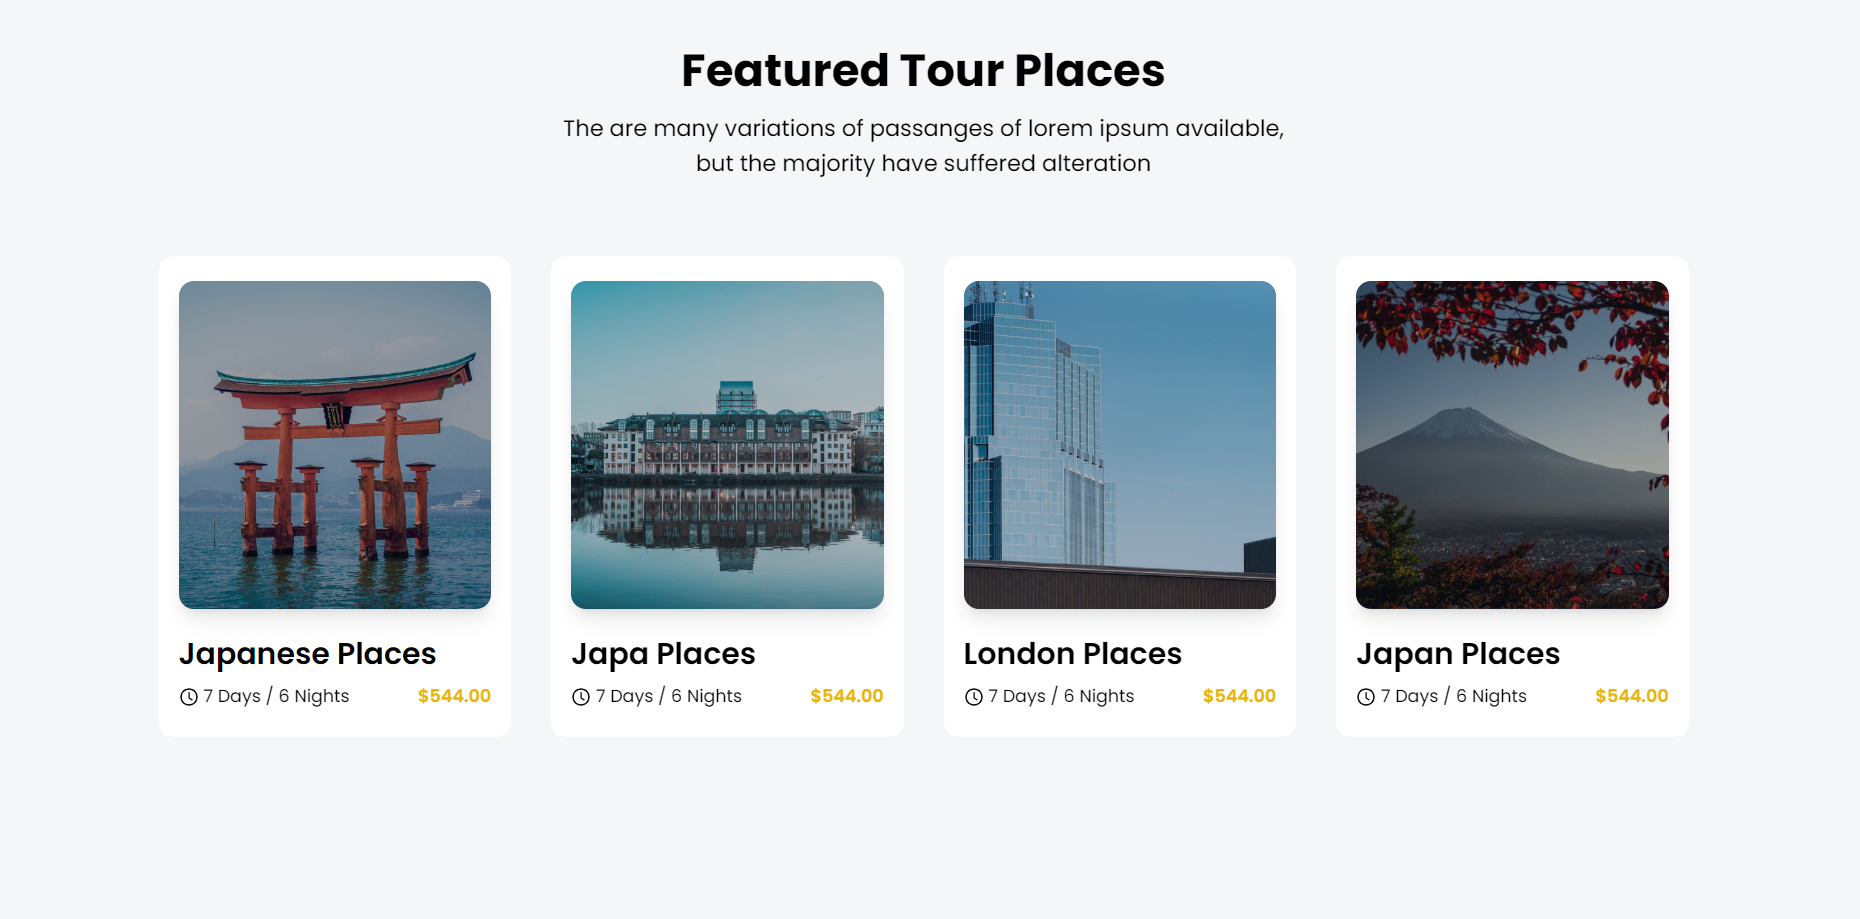 Featured Tour Places
The are many variations of passanges of lorem ipsum available,
but the majority have suffered alteration
Japanese Places
7 Days / 6 Nights $544.00
Japa Places
7 Days / 6 Nights $544.00
London Places
7 Days / 6 Nights $544.00
Japan Places
7 Days / 6 Nights $544.00